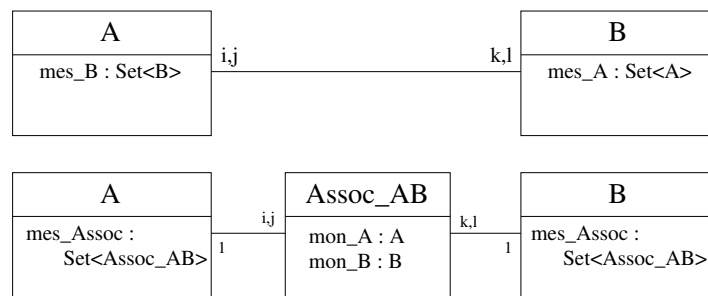 A
B
mes_B : Set<B>
i,j
k,l
mes_A : Set<A>
A
Assoc_AB
B
mes_Assoc :
Set<Assoc_AB>
i,j
1
mon_A : A
mon_B : B
k,l
1
mes_Assoc :
Set<Assoc_AB>